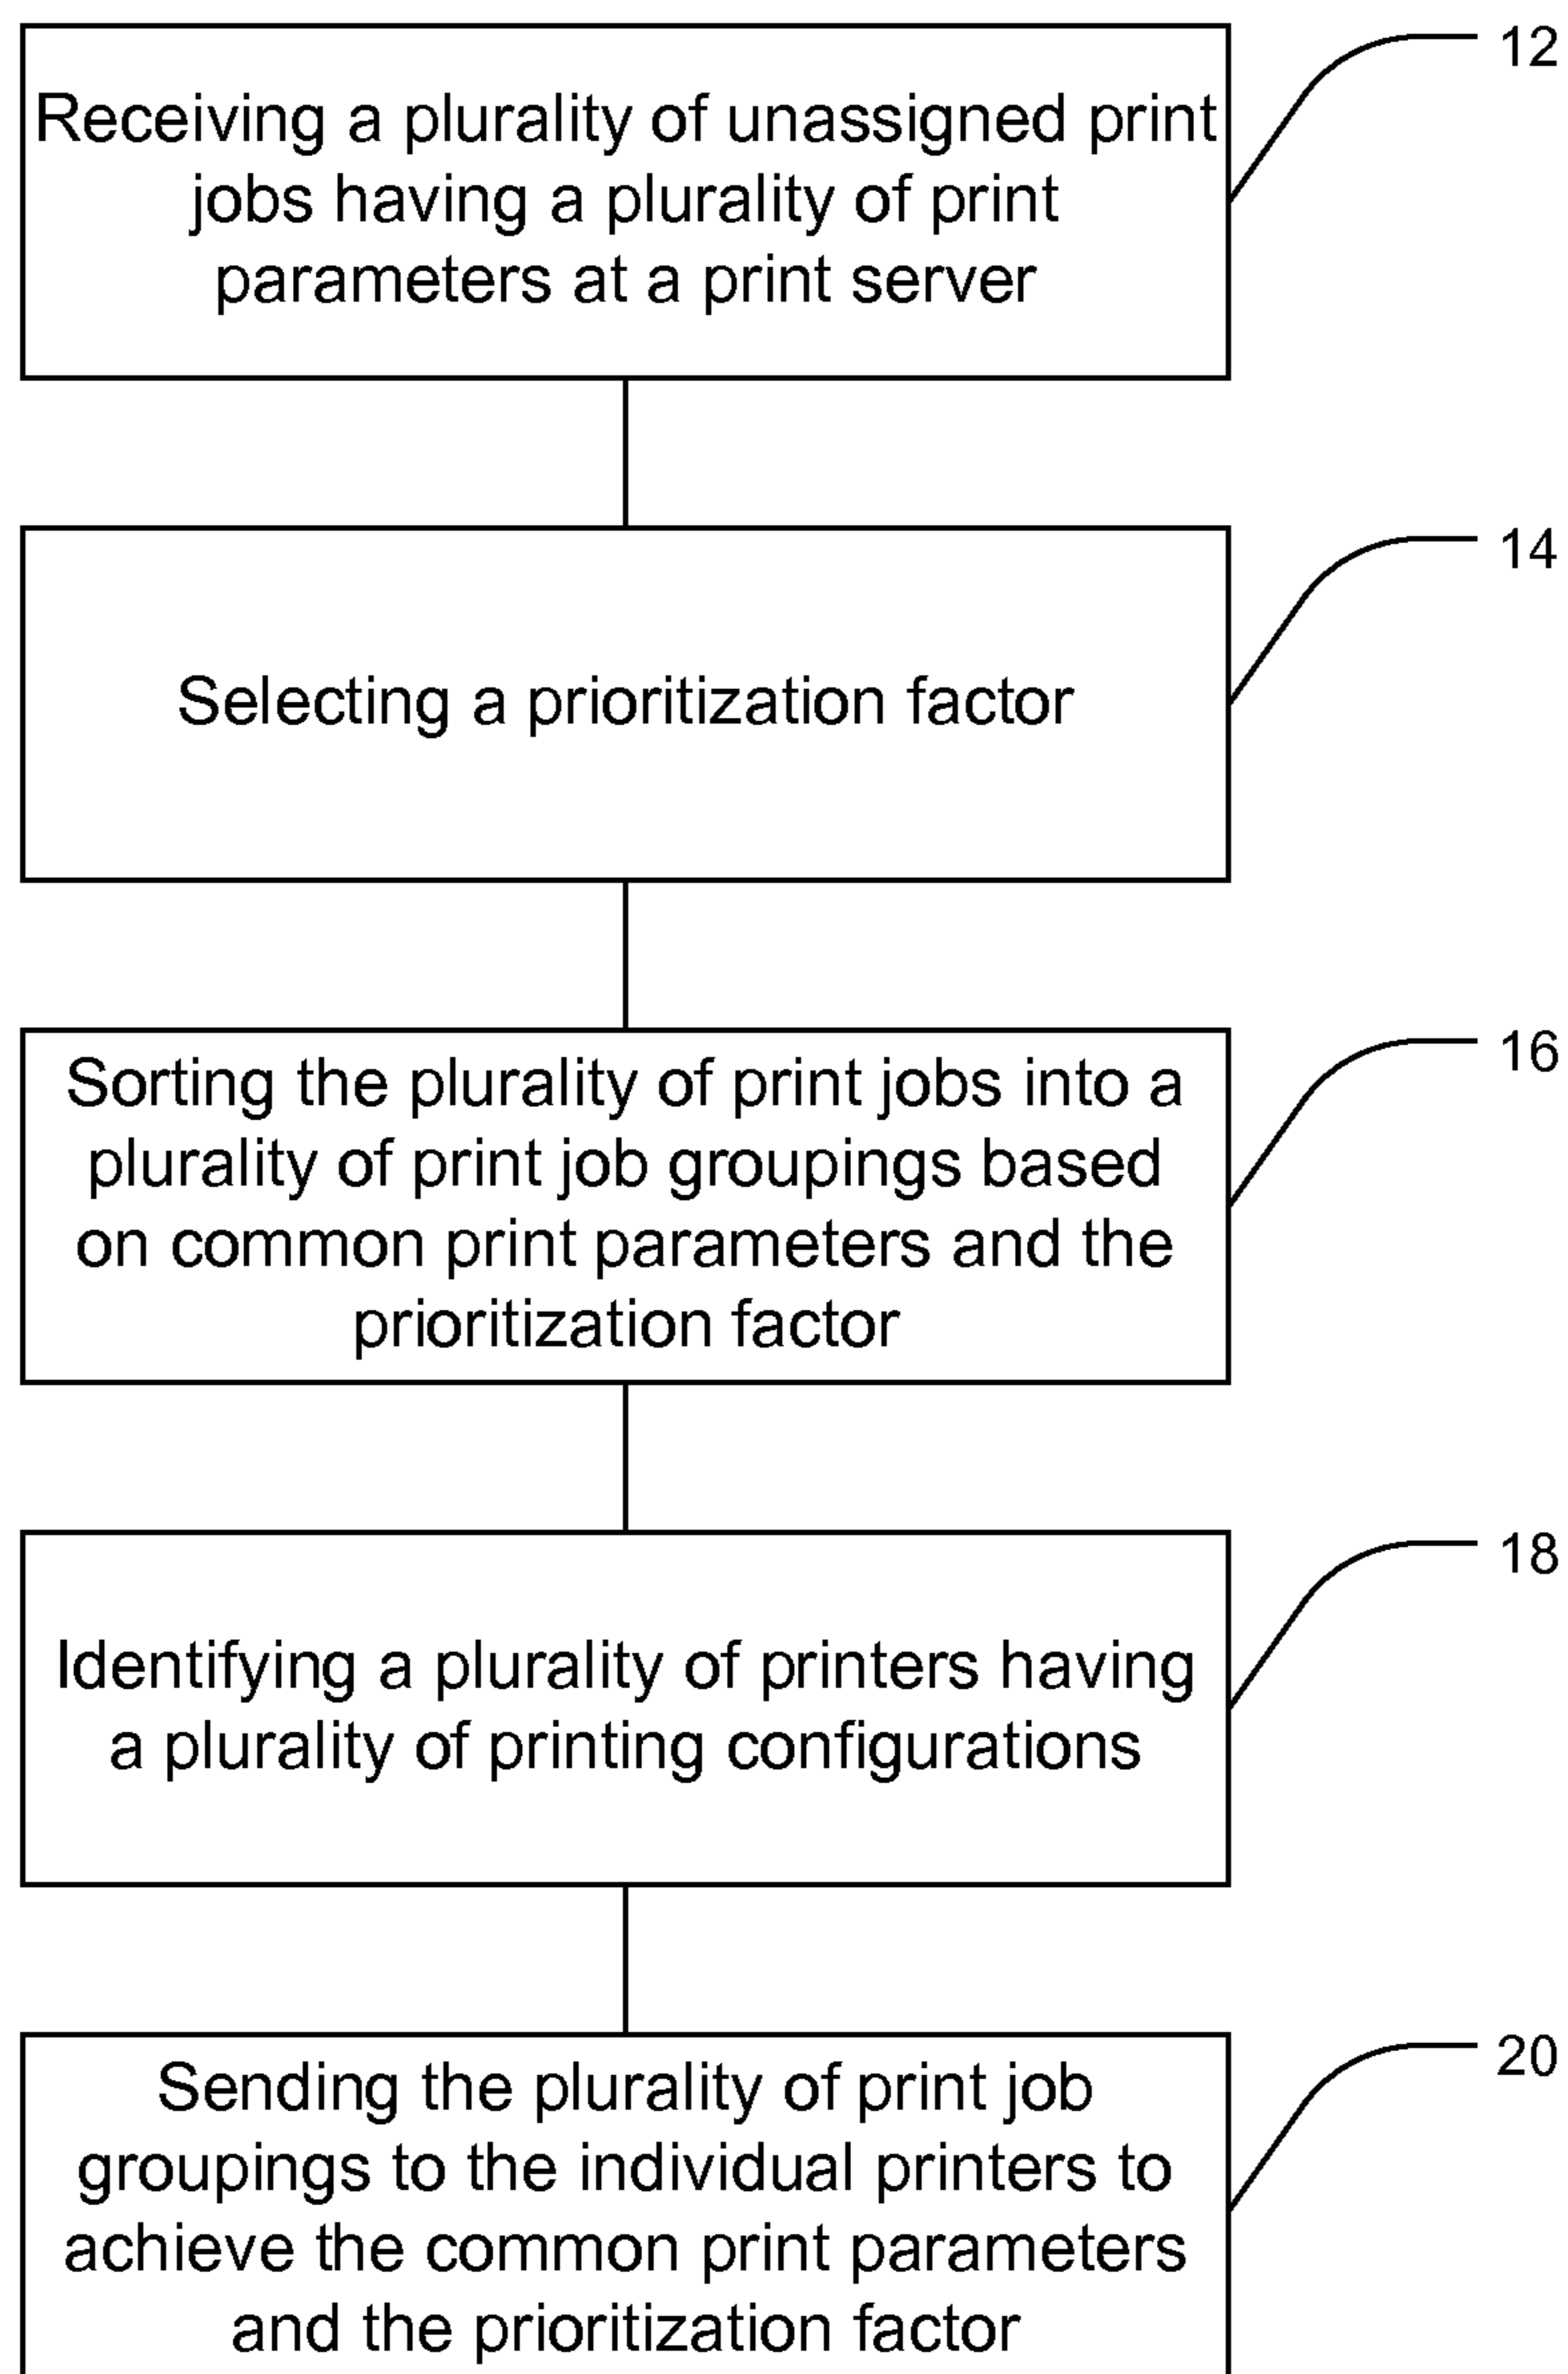 12
Receiving a plurality of unassigned print
jobs having a plurality of print
parameters at a print server
14
Selecting a prioritization factor
16
Sorting the plurality of print jobs into a
plurality of print job groupings based
on common print parameters and the
prioritization factor
18
Identifying a plurality of printers having
a plurality of printing configurations
20
Sending the plurality of print job
groupings to the individual printers to
achieve the common print parameters
and the prioritization factor